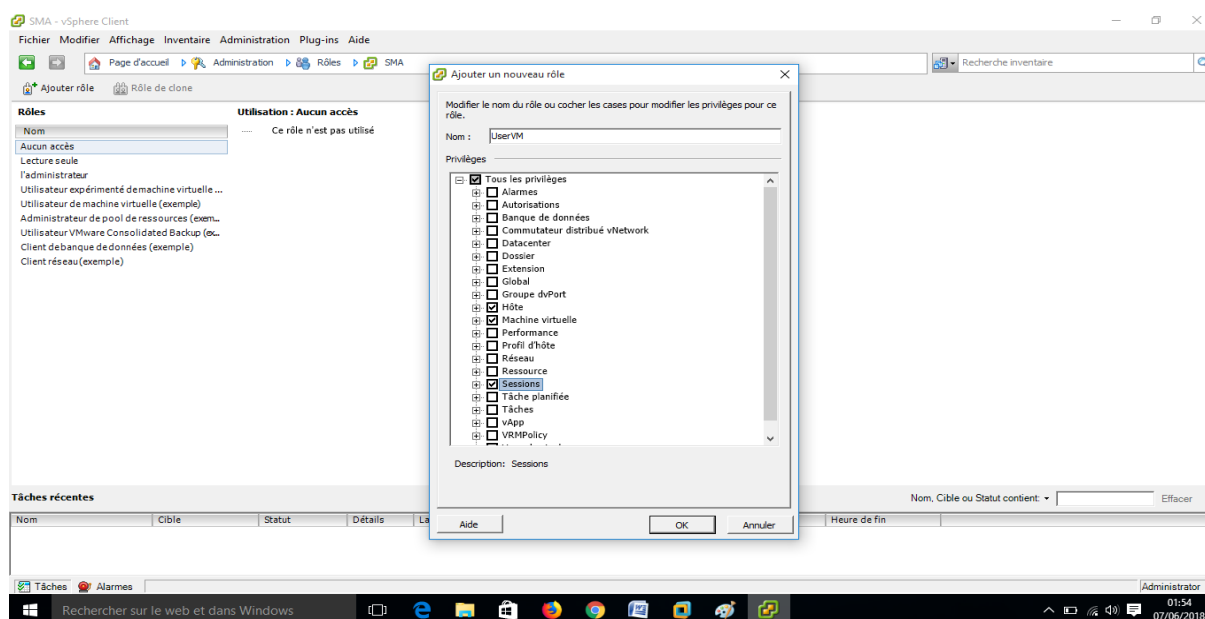 SMA - vSphere Client
Fichier Modifier Affichage Inventaire Administration Plug-ins Aide
Page d'accueil Administration Rôles SMA
Recherche inventaire
Ajouter rôle Rôle de clone
Rôles
Nom
Aucun accès
Lecture seule
l'administrateur
Utilisateur expérimenté de machine virtuelle ...
Utilisateur de machine virtuelle (exemple)
Administrateur de pool de ressources (exem...
Utilisateur VMware Consolidated Backup (ex...
Client de banque de données (exemple)
Client réseau (exemple)
Utilisation : Aucun accès
Ce rôle n'est pas utilisé
Ajouter un nouveau rôle
Modifier le nom du rôle ou cocher les cases pour modifier les privilèges pour ce
rôle.
Nom : UserVM
Privilèges
Tous les privilèges
Alarmes
Autorisations
Banque de données
Commutateur distribué vNetwork
Datacenter
Dossier
Extension
Global
Groupe dvPort
Hôte
Machine virtuelle
Performance
Profil d'hôte
Réseau
Ressource
Sessions
Tâche planifiée
Tâches
vApp
VRMPolicy
Description: Sessions
Aide OK Annuler
Tâches récentes
Nom, Cible ou Statut contient: Effacer
Nom Cible Statut Détails La Heure de fin
Tâches Alarmes
Administrator
Rechercher sur le web et dans Windows
01:54
07/06/2018